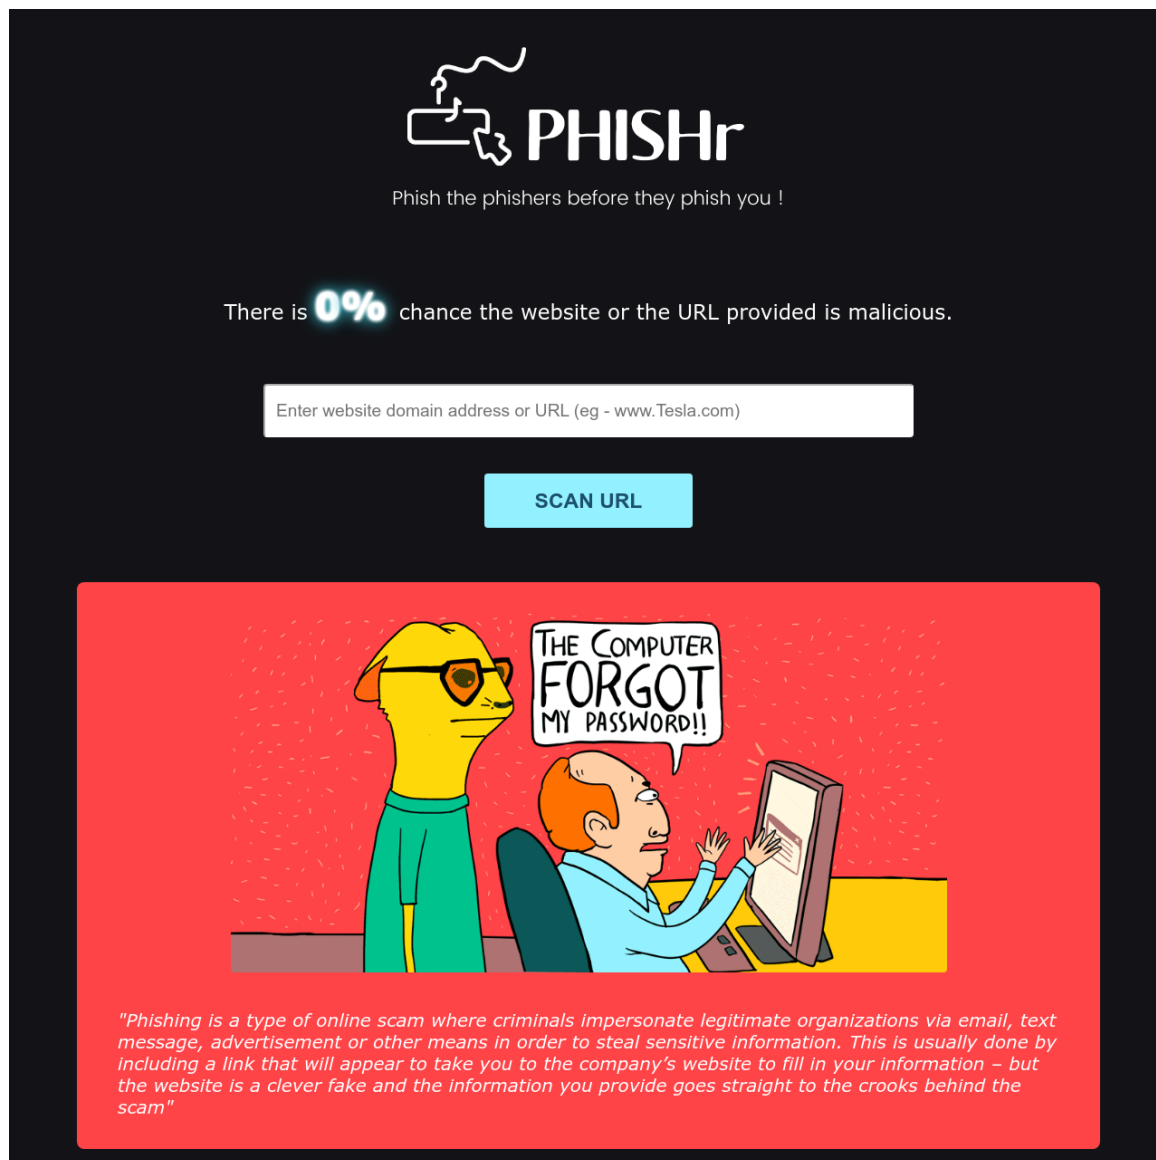 PHISHr
Phish the phishers before they phish you !
There is 0% chance the website or the URL provided is malicious.
Enter website domain address or URL (eg - www.Tesla.com)
SCAN URL
THE COMPUTER
FORGOT
MY PASSWORD!!
"Phishing is a type of online scam where criminals impersonate legitimate organizations via email, text
message, advertisement or other means in order to steal sensitive information. This is usually done by
including a link that will appear to take you to the company’s website to fill in your information – but
the website is a clever fake and the information you provide goes straight to the crooks behind the
scam"